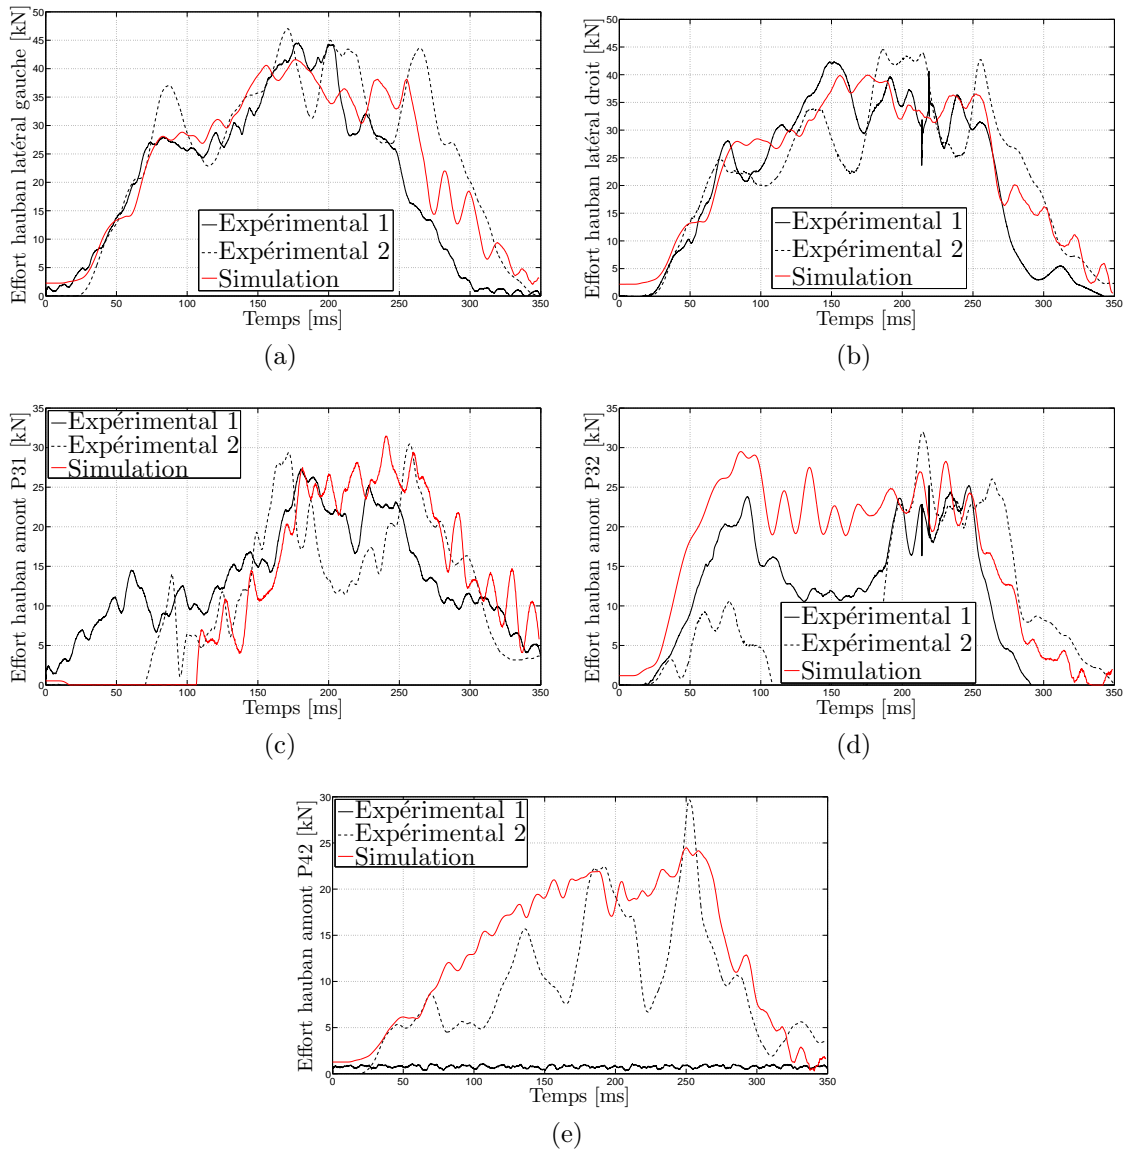 Effort hauban latéral gauche [kN]
50
45
40
35
30
25
20
15
10
5
0
Expérimental 1
Expérimental 2
Simulation
0 50 100 150 200 250 300 350
Temps [ms]
(a)
Effort hauban latéral droit [kN]
50
45
40
35
30
25
20
15
10
5
0
Expérimental 1
Expérimental 2
Simulation
0 50 100 150 200 250 300 350
Temps [ms]
(b)
Effort hauban amont P31 [kN]
35
30
25
20
15
10
5
0
Expérimental 1
Expérimental 2
Simulation
0 50 100 150 200 250 300 350
Temps [ms]
(c)
Effort hauban amont P32 [kN]
35
30
25
20
15
10
5
0
Expérimental 1
Expérimental 2
Simulation
0 50 100 150 200 250 300 350
Temps [ms]
(d)
Effort hauban amont P42 [kN]
30
25
20
15
10
5
0
Expérimental 1
Expérimental 2
Simulation
0 50 100 150 200 250 300 350
Temps [ms]
(e)